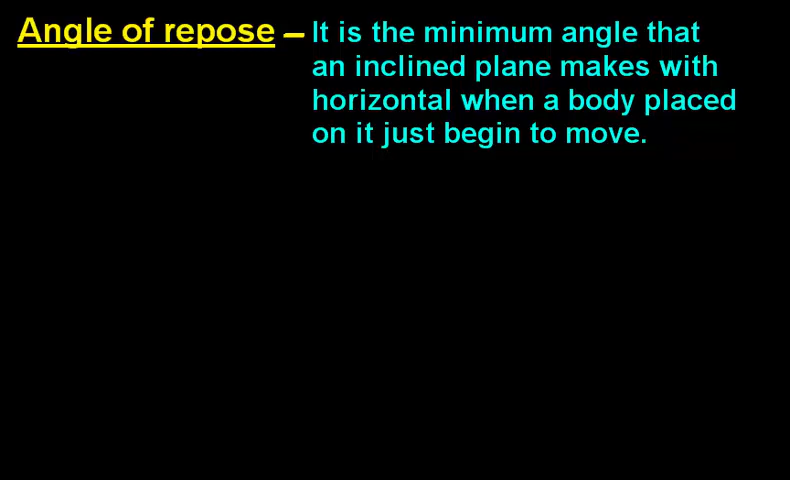 Angle of repose – It is the minimum angle that
an inclined plane makes with
horizontal when a body placed
on it just begin to move.